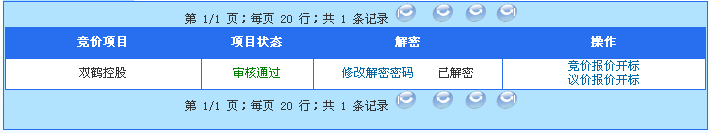 第 1/1 页；每页 20 行；共 1 条记录
竞价项目 项目状态 解密 操作
双鹤控股 审核通过 修改解密密码 已解密 竞价报价开标
议价报价开标
第 1/1 页；每页 20 行；共 1 条记录